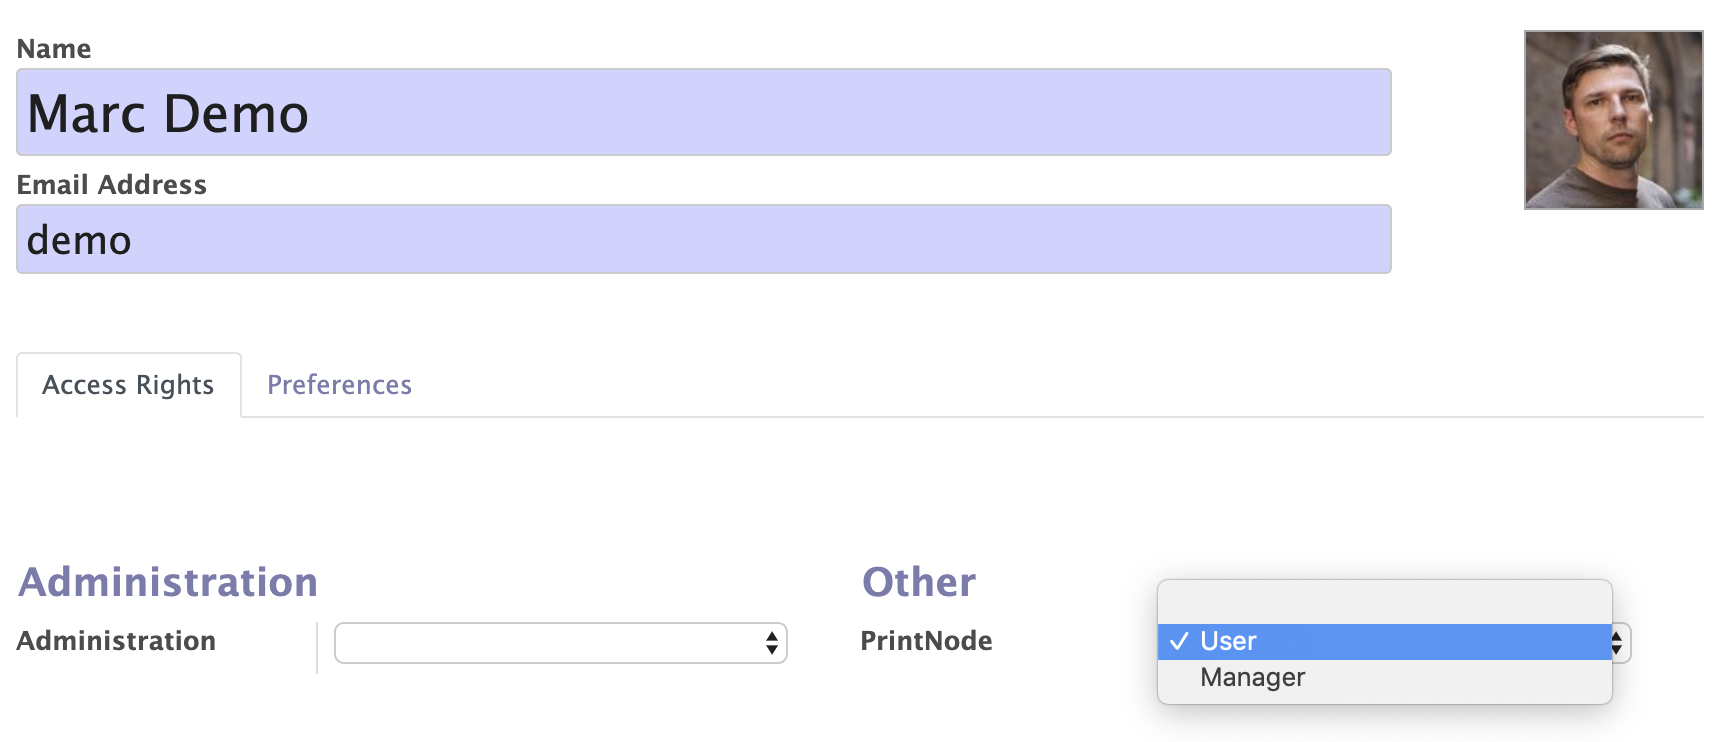 Name
Marc Demo
Email Address
demo
Access Rights Preferences
Administration Other
Administration PrintNode ✓ User
Manager